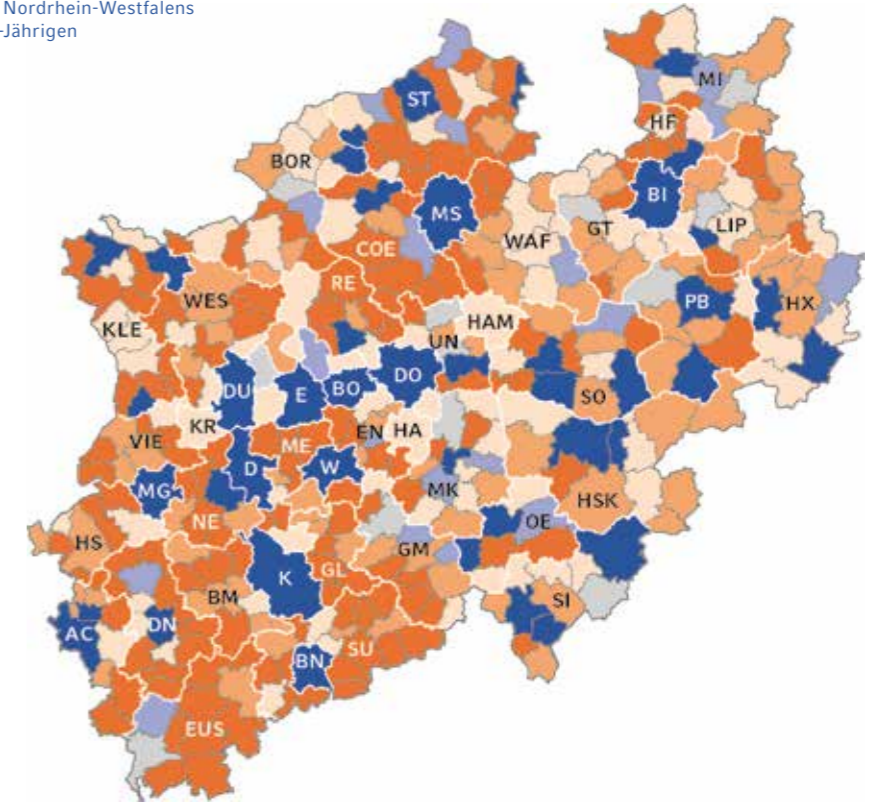 Nordrhein-Westfalens
-Jährigen
ST
MI
HF
BOR
BI
MS
LIP
GT
WAF
COE
RE
WES
PB
HX
KLE
HAM
UN
DO
DU
E
BO
SO
KR
EN
HA
VIE
ME
D
W
MG
MK
HSK
NE
OE
HS
GM
K
GL
BM
SI
AC
DN
SU
BN
EUS